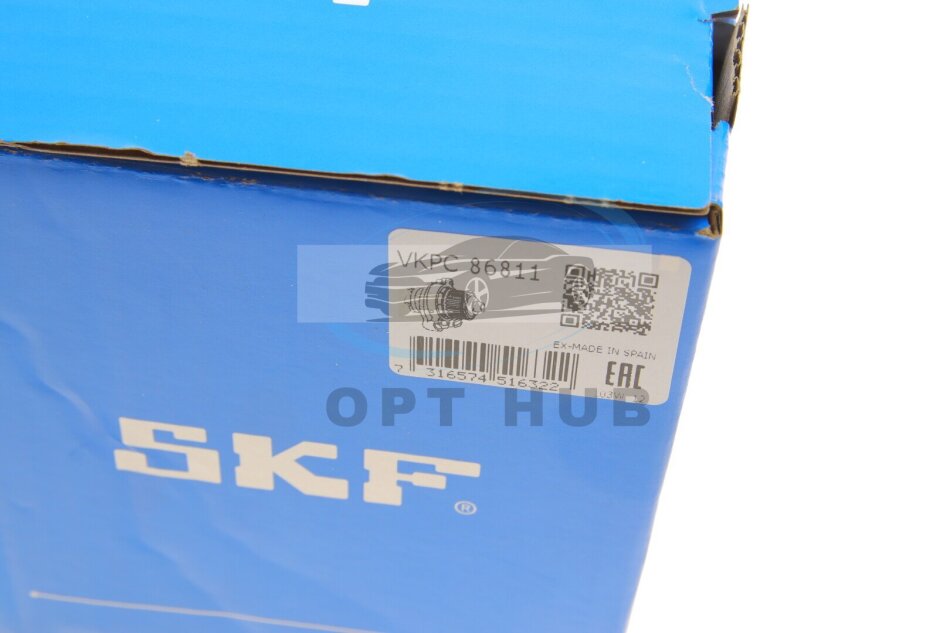 VKPC 86811
EX-MADE IN SPAIN
7 316574 516322
EAC
OPT HUB
SKF®